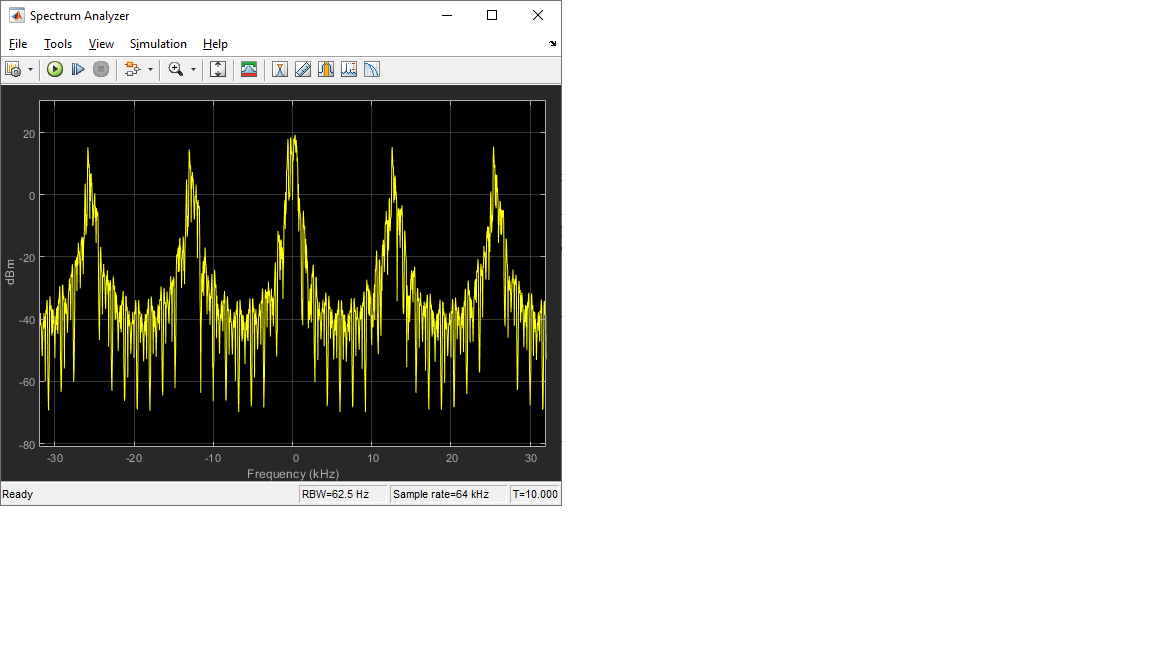 Spectrum Analyzer
File Tools View Simulation Help
20
0
-20
-40
-60
-80
dBm
-30 -20 -10 0 10 20 30
Frequency (kHz)
Ready RBW=62.5 Hz Sample rate=64 kHz T=10.000